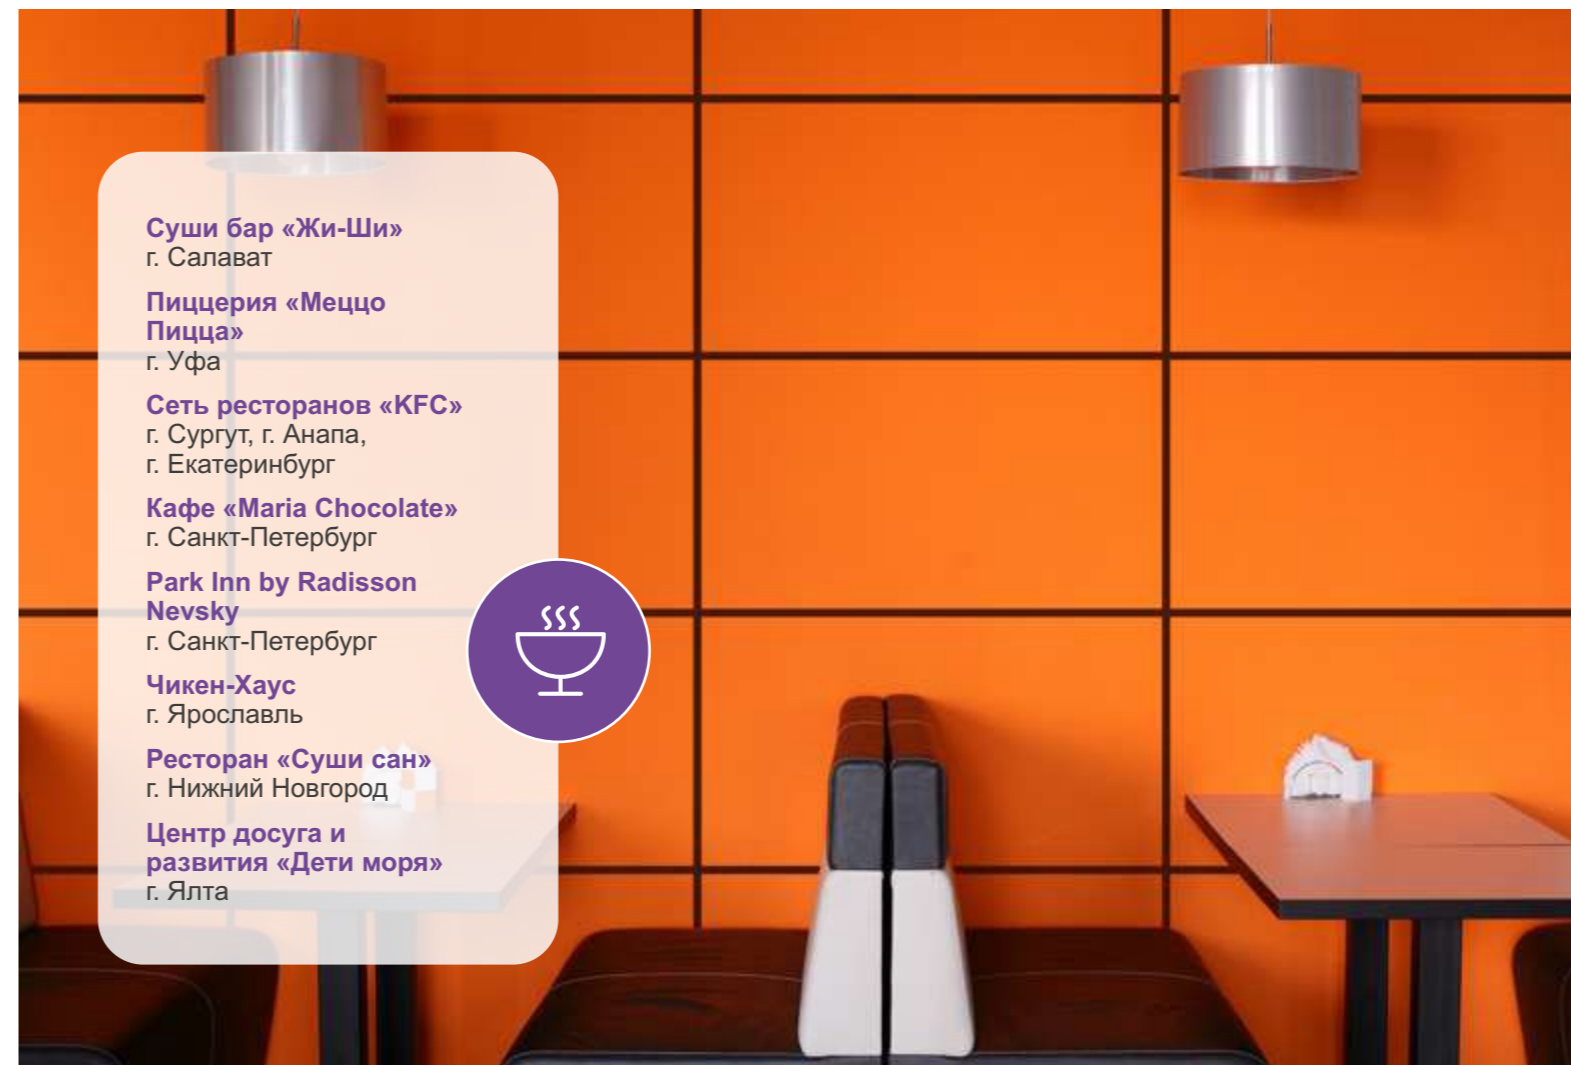 Суши бар «Жи-Ши»
г. Салават
Пиццерия «Меццо
Пицца»
г. Уфа
Сеть ресторанов «KFC»
г. Сургут, г. Анапа,
г. Екатеринбург
Кафе «Maria Chocolate»
г. Санкт-Петербург
Park Inn by Radisson
Nevsky
г. Санкт-Петербург
Чикен-Хаус
г. Ярославль
Ресторан «Суши сан»
г. Нижний Новгород
Центр досуга и
развития «Дети моря»
г. Ялта